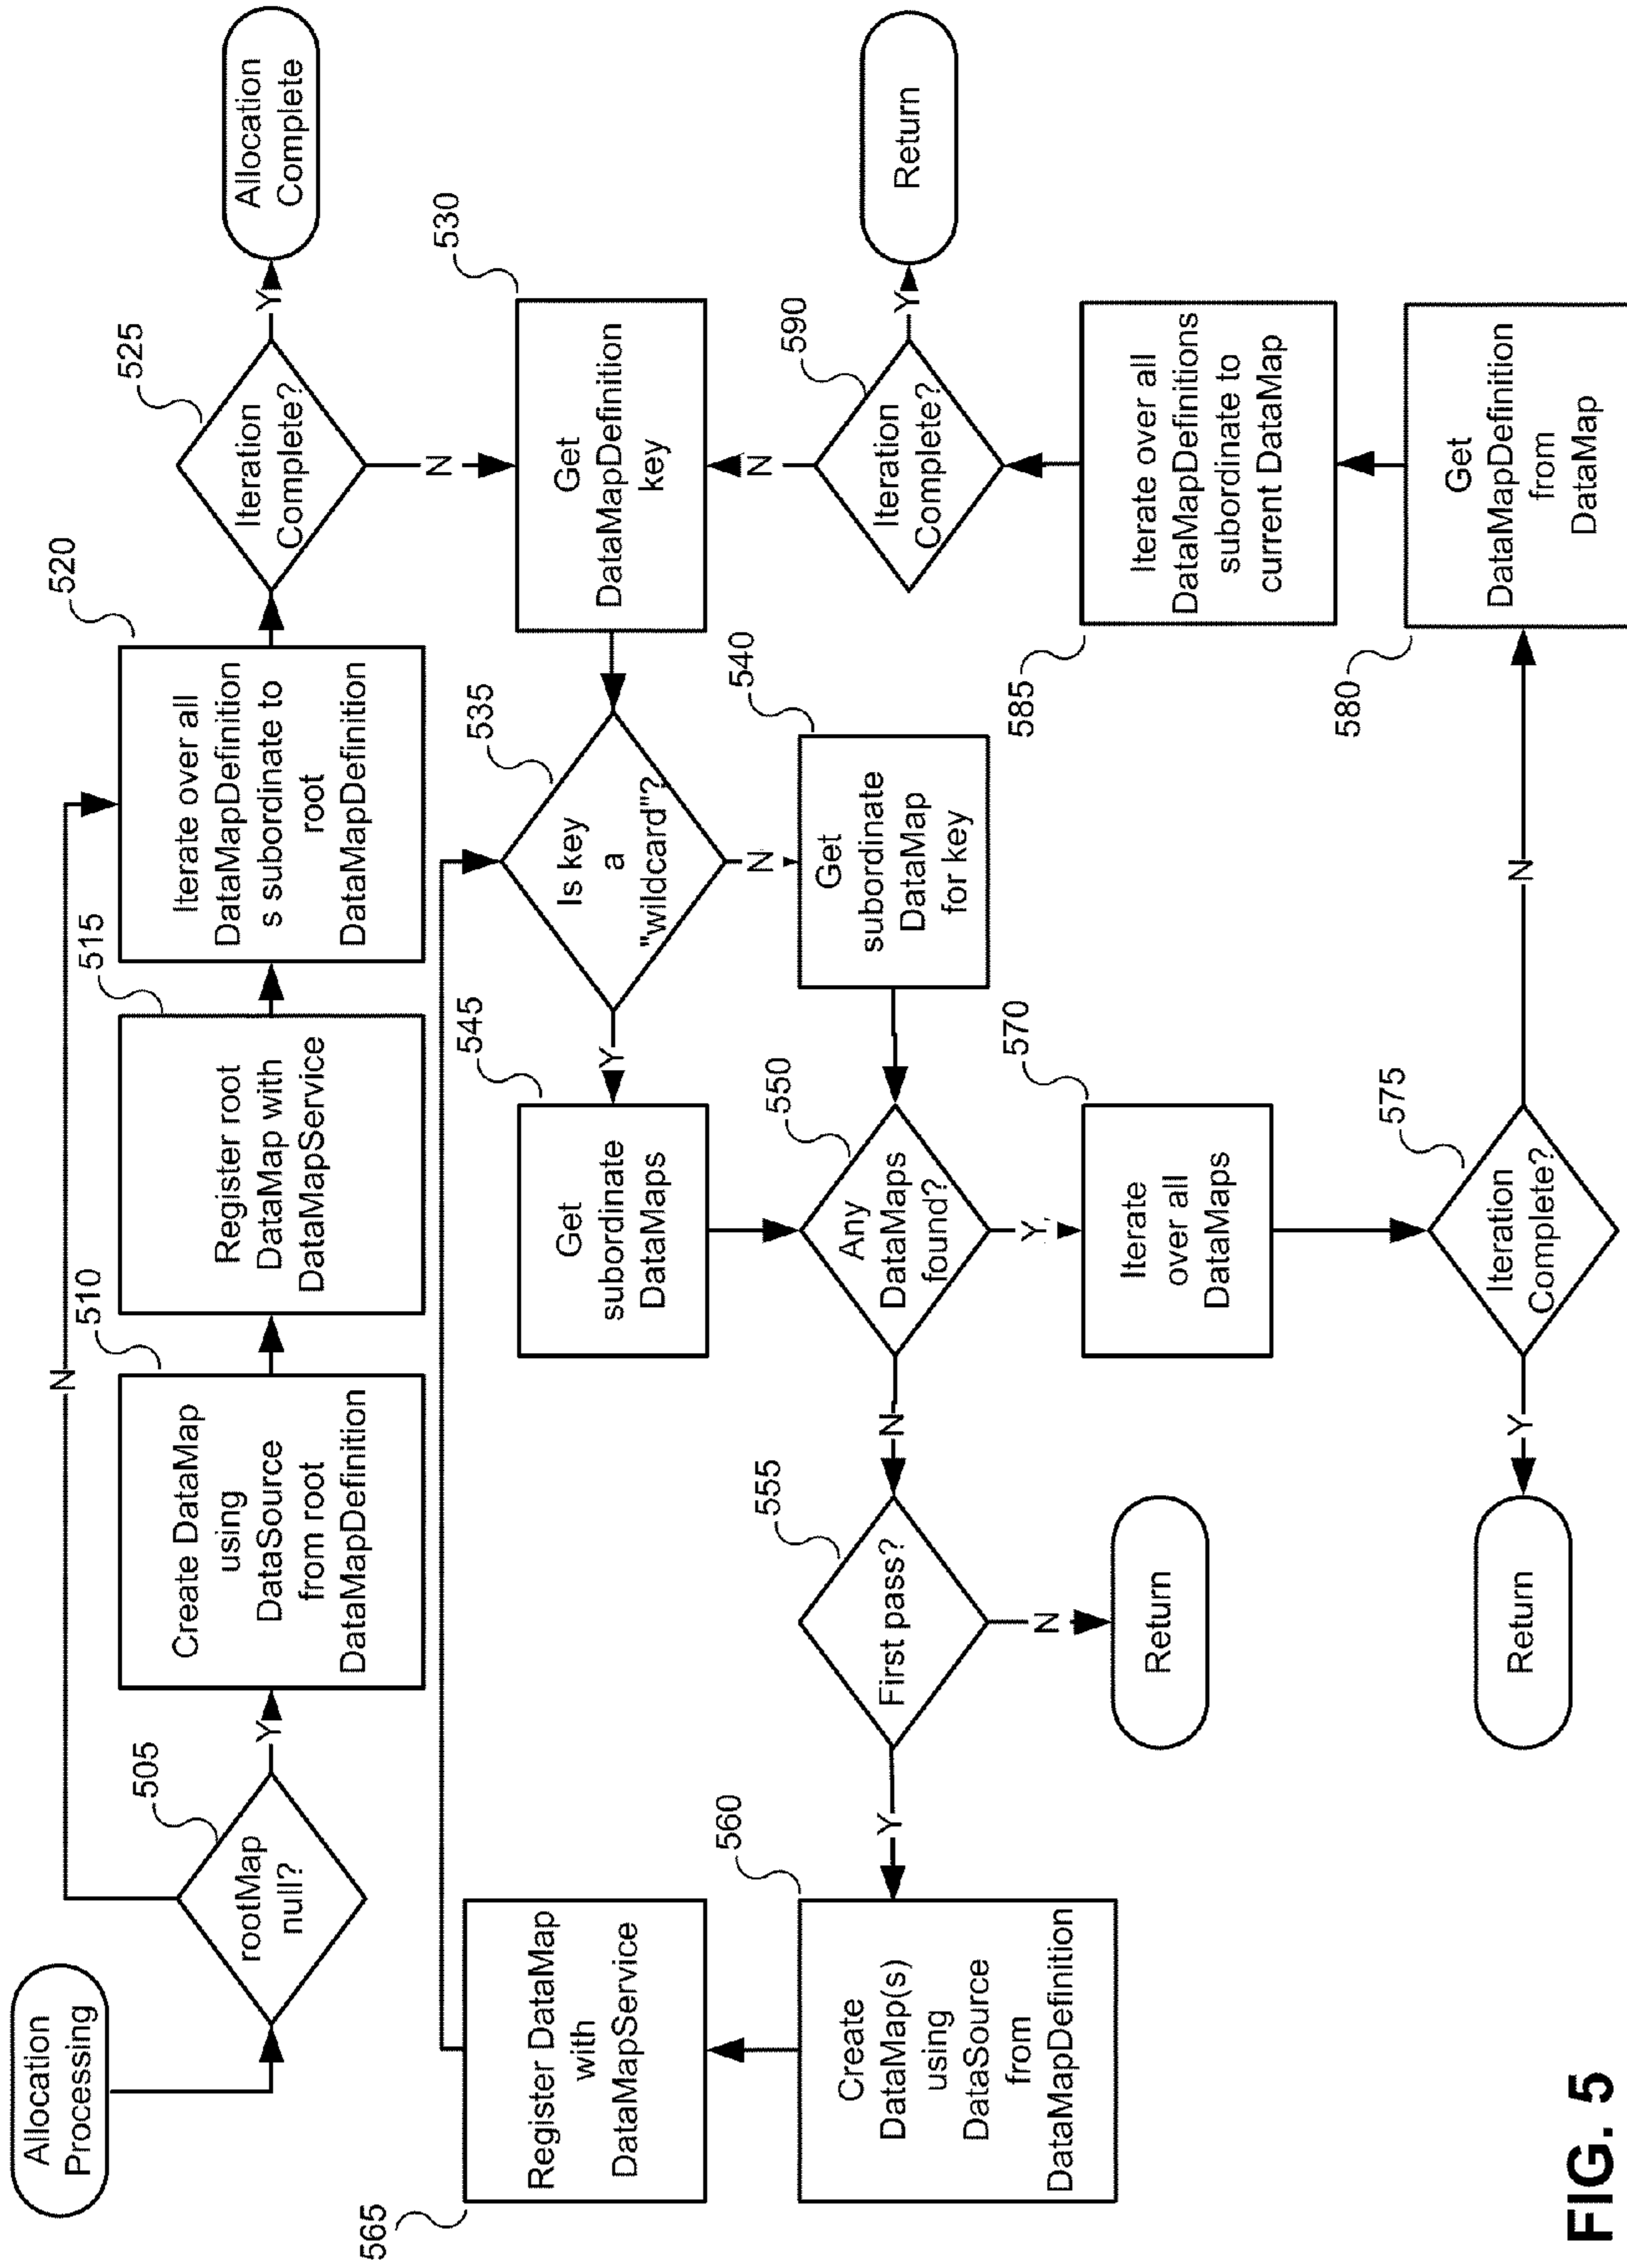 Allocation
Processing
rootMap
null?
505
Y
N
Create DataMap
using
DataSource
from root
DataMapDefinition
510
Register root
DataMap with
DataMapService
515
Iterate over all
DataMapDefinition
s subordinate to
root
DataMapDefinition
520
Iteration
Complete?
525
Y
Allocation
Complete
N
Get
DataMapDefinition
key
530
Is key
a
"wildcard"?
535
Y
N
Get
subordinate
DataMap
for key
540
Get
subordinate
DataMaps
545
Any
DataMaps
found?
550
N
Y
First pass?
555
Y
N
Return
Create
DataMap(s)
using
DataSource
from
DataMapDefinition
560
Register DataMap
with
DataMapService
565
Iterate
over all
DataMaps
570
Iteration
Complete?
575
Y
Return
N
Get
DataMapDefinition
from
DataMap
580
Iterate over all
DataMapDefinitions
subordinate to
current DataMap
585
Iteration
Complete?
590
N
Y
Return
FIG. 5